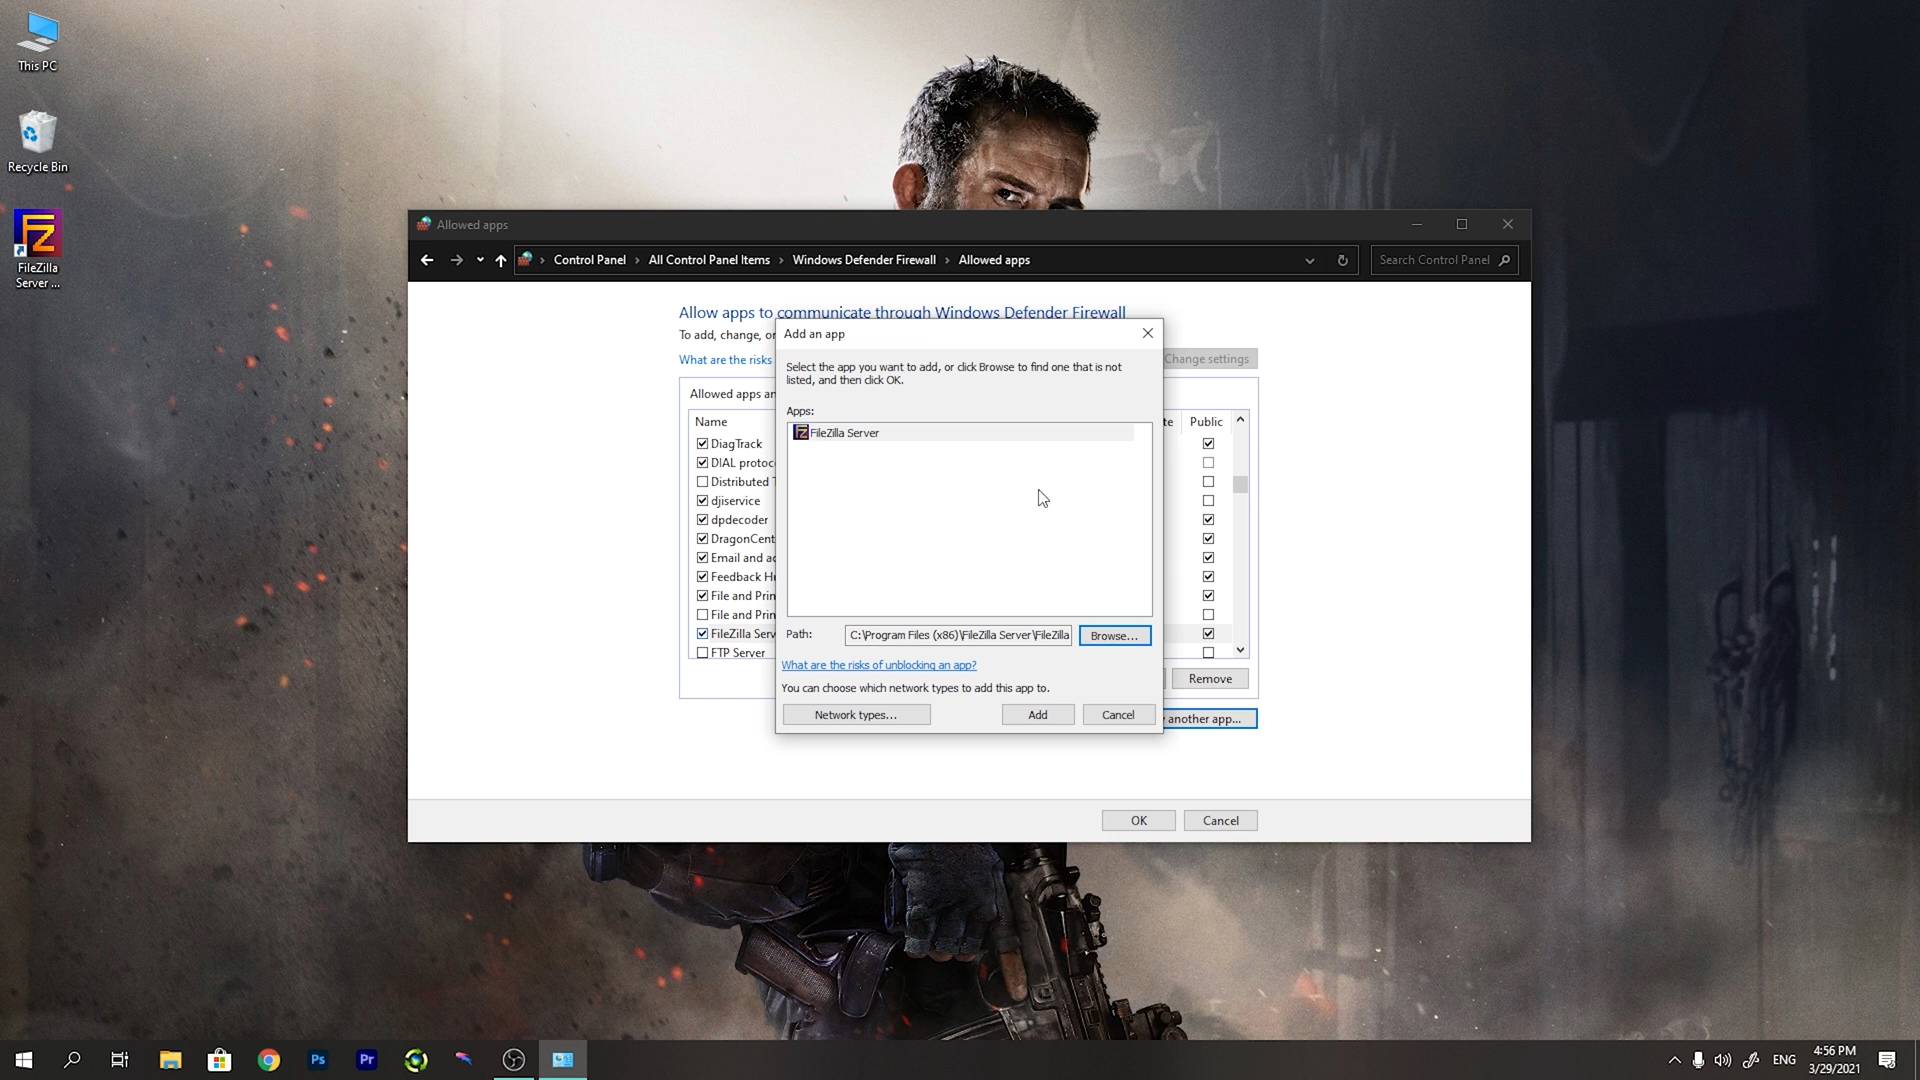 This PC
Recycle Bin
FileZilla
Server ...
Allowed apps
Control Panel > All Control Panel Items > Windows Defender Firewall > Allowed apps
Search Control Panel
Allow apps to communicate through Windows Defender Firewall
To add, change, or
What are the risks
Change settings
Allowed apps an
Name
te
Public
DiagTrack
DIAL protoc
Distributed T
djiservice
dpdecoder
DragonCent
Email and ac
Feedback Hu
File and Prin
File and Prin
FileZilla Serv
FTP Server
Remove
another app...
OK
Cancel
Add an app
Select the app you want to add, or click Browse to find one that is not
listed, and then click OK.
Apps:
FileZilla Server
Path:
C:\Program Files (x86)\FileZilla Server\FileZilla
Browse...
What are the risks of unblocking an app?
You can choose which network types to add this app to.
Network types...
Add
Cancel
Ps
Pr
ENG
4:56 PM
3/29/2021